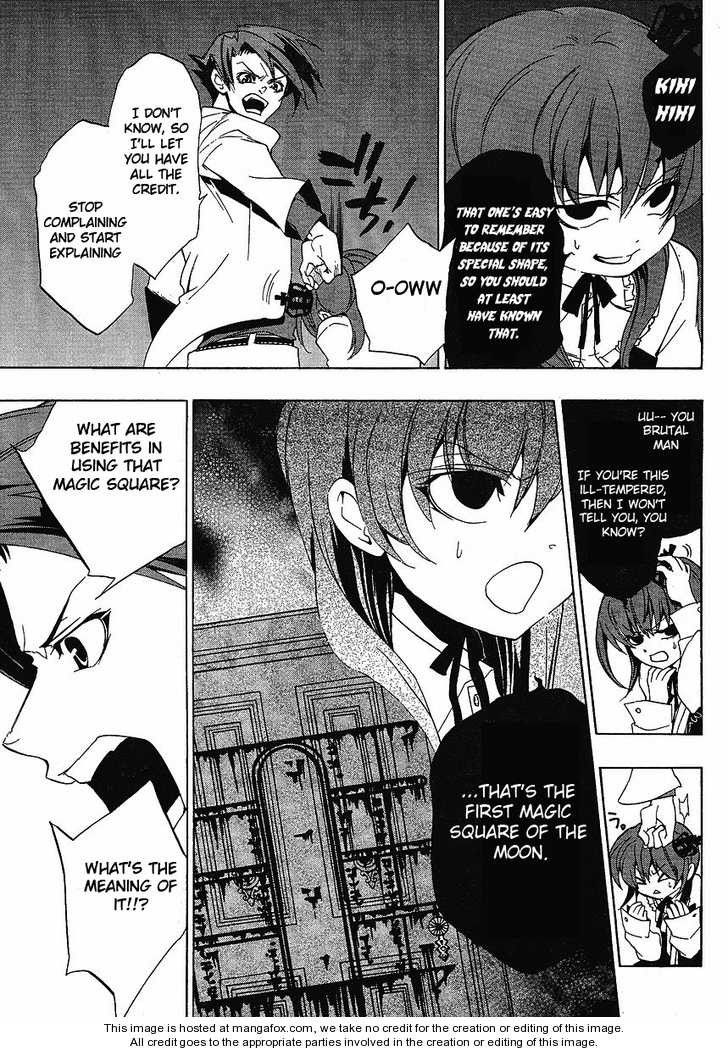 KIHI
HIHI
THAT ONE'S EASY
TO REMEMBER
BECAUSE OF ITS
SPECIAL SHAPE,
SO YOU SHOULD
AT LEAST
HAVE KNOWN
THAT.
O-OWW
I DON'T
KNOW, SO
I'LL LET
YOU HAVE
ALL THE
CREDIT.
STOP
COMPLAINING
AND START
EXPLAINING
UU-- YOU
BRUTAL
MAN
IF YOU'RE THIS
ILL-TEMPERED,
THEN I WON'T
TELL YOU, YOU
KNOW?
...THAT'S THE
FIRST MAGIC
SQUARE OF THE
MOON.
WHAT ARE
BENEFITS IN
USING THAT
MAGIC SQUARE?
WHAT'S THE
MEANING OF
IT!!?
This image is hosted at mangafox.com, we take no credit for the creation or editing of this image.
All credit goes to the appropriate parties involved in the creation or editing of this image.